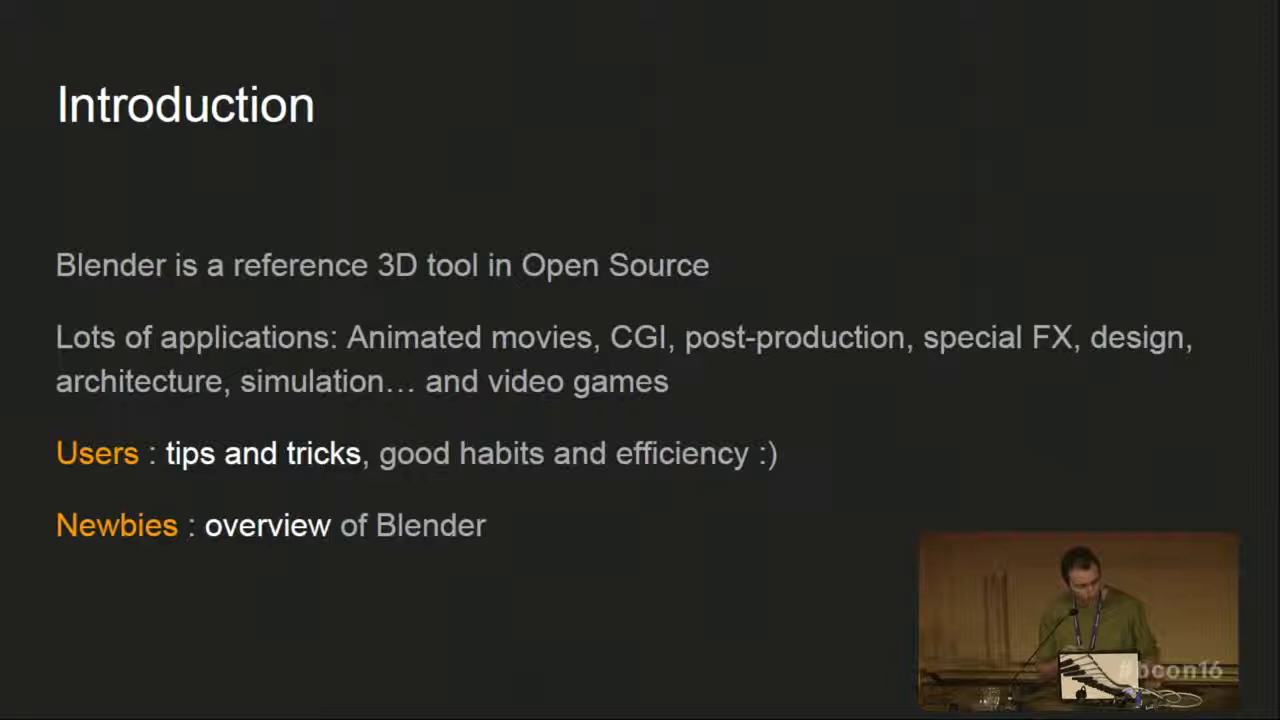 Introduction
Blender is a reference 3D tool in Open Source
Lots of applications: Animated movies, CGI, post-production, special FX, design,
architecture, simulation… and video games
Users : tips and tricks, good habits and efficiency :)
Newbies : overview of Blender
#bcon16